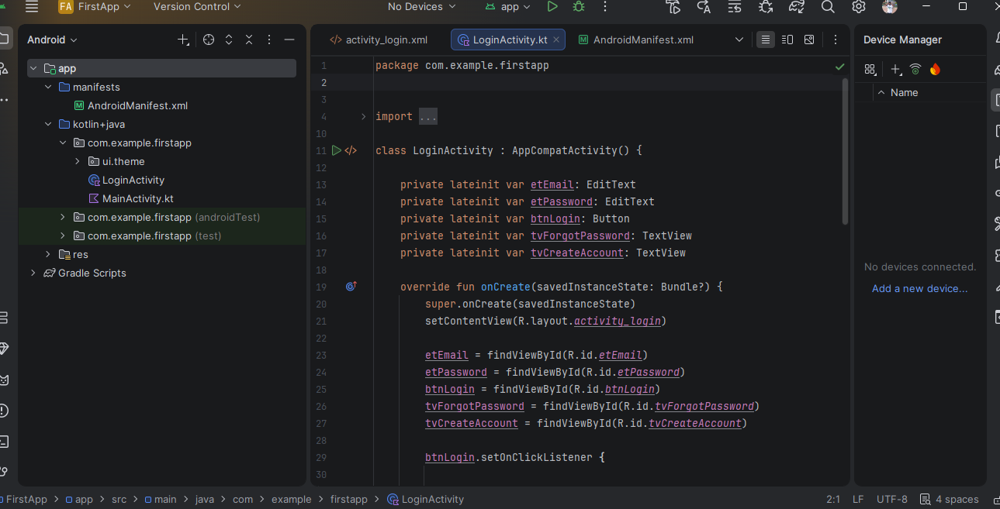 FA FirstApp Version Control No Devices app
Android
app
manifests
AndroidManifest.xml
kotlin+java
com.example.firstapp
ui.theme
LoginActivity
MainActivity.kt
com.example.firstapp (androidTest)
com.example.firstapp (test)
res
Gradle Scripts
activity_login.xml LoginActivity.kt AndroidManifest.xml
1 package com.example.firstapp
2
3
4 import ...
10
11 class LoginActivity : AppCompatActivity() {
12
13 private lateinit var etEmail: EditText
14 private lateinit var etPassword: EditText
15 private lateinit var btnLogin: Button
16 private lateinit var tvForgotPassword: TextView
17 private lateinit var tvCreateAccount: TextView
18
19 override fun onCreate(savedInstanceState: Bundle?) {
20 super.onCreate(savedInstanceState)
21 setContentView(R.layout.activity_login)
22
23 etEmail = findViewById(R.id.etEmail)
24 etPassword = findViewById(R.id.etPassword)
25 btnLogin = findViewById(R.id.btnLogin)
26 tvForgotPassword = findViewById(R.id.tvForgotPassword)
27 tvCreateAccount = findViewById(R.id.tvCreateAccount)
28
29 btnLogin.setOnClickListener {
30
Device Manager
Name
No devices connected.
Add a new device...
FirstApp > app > src > main > java > com > example > firstapp > LoginActivity 2:1 LF UTF-8 4 spaces